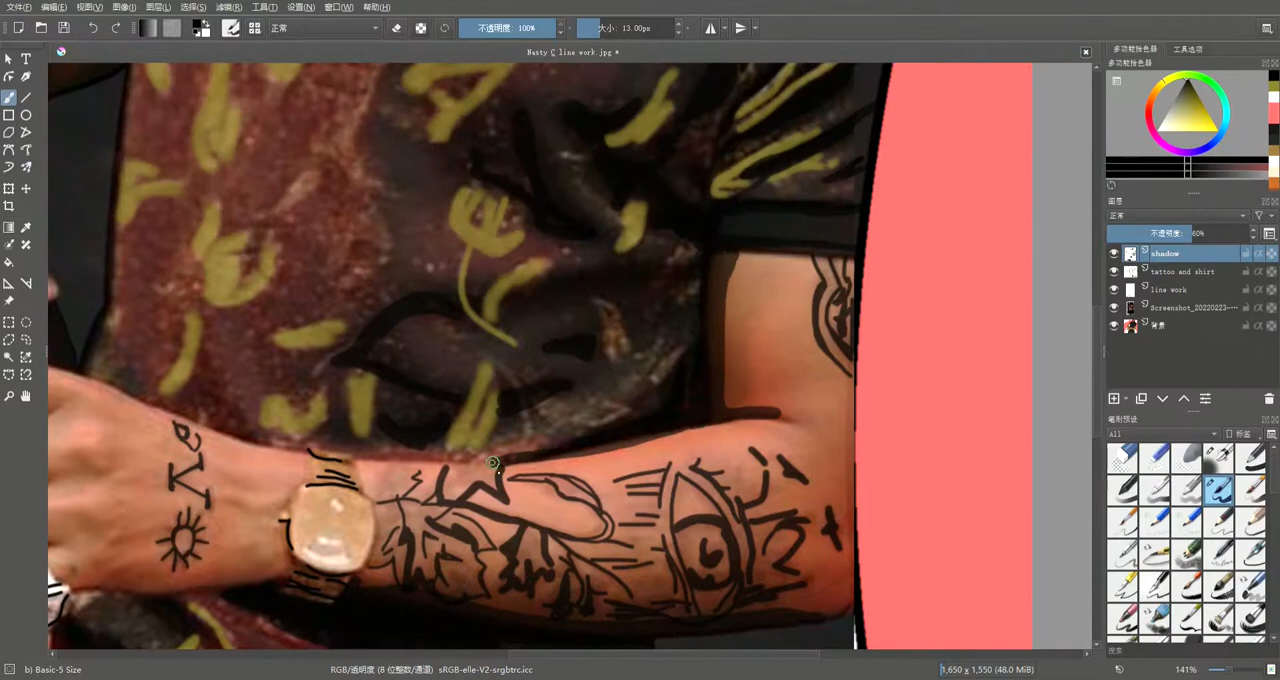 文件(F) 编辑(E) 视图(V) 图像(I) 图层(L) 选择(S) 滤镜(R) 工具(T) 设置(N) 窗口(W) 帮助(H)
正常 不透明度: 100% 大小: 13.00px
Nasty C line work jpg *
多功能拾色器 工具选项
多功能拾色器
图层
正常
不透明度: 60%
shadow
tattoo and shirt
line work
Screenshot_20220223-···
背景
笔刷预设
All 标签
搜索
b) Basic-5 Size RGB/透明度 (8 位整数/通道) sRGB-elle-V2-srgbtrc.icc 1,650 x 1,550 (48.0 MiB) 141%